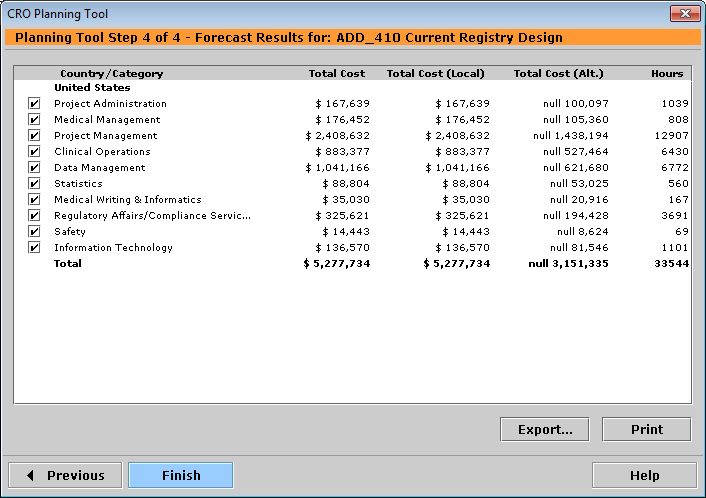 CRO Planning Tool
Planning Tool Step 4 of 4 - Forecast Results for: ADD_410 Current Registry Design
Country/Category Total Cost Total Cost (Local) Total Cost (Alt.) Hours
United States
Project Administration $ 167,639 $ 167,639 null 100,097 1039
Medical Management $ 176,452 $ 176,452 null 105,360 808
Project Management $ 2,408,632 $ 2,408,632 null 1,438,194 12907
Clinical Operations $ 883,377 $ 883,377 null 527,464 6430
Data Management $ 1,041,166 $ 1,041,166 null 621,680 6772
Statistics $ 88,804 $ 88,804 null 53,025 560
Medical Writing & Informatics $ 35,030 $ 35,030 null 20,916 167
Regulatory Affairs/Compliance Servic... $ 325,621 $ 325,621 null 194,428 3691
Safety $ 14,443 $ 14,443 null 8,624 69
Information Technology $ 136,570 $ 136,570 null 81,546 1101
Total $ 5,277,734 $ 5,277,734 null 3,151,335 33544
Export... Print
Previous Finish Help